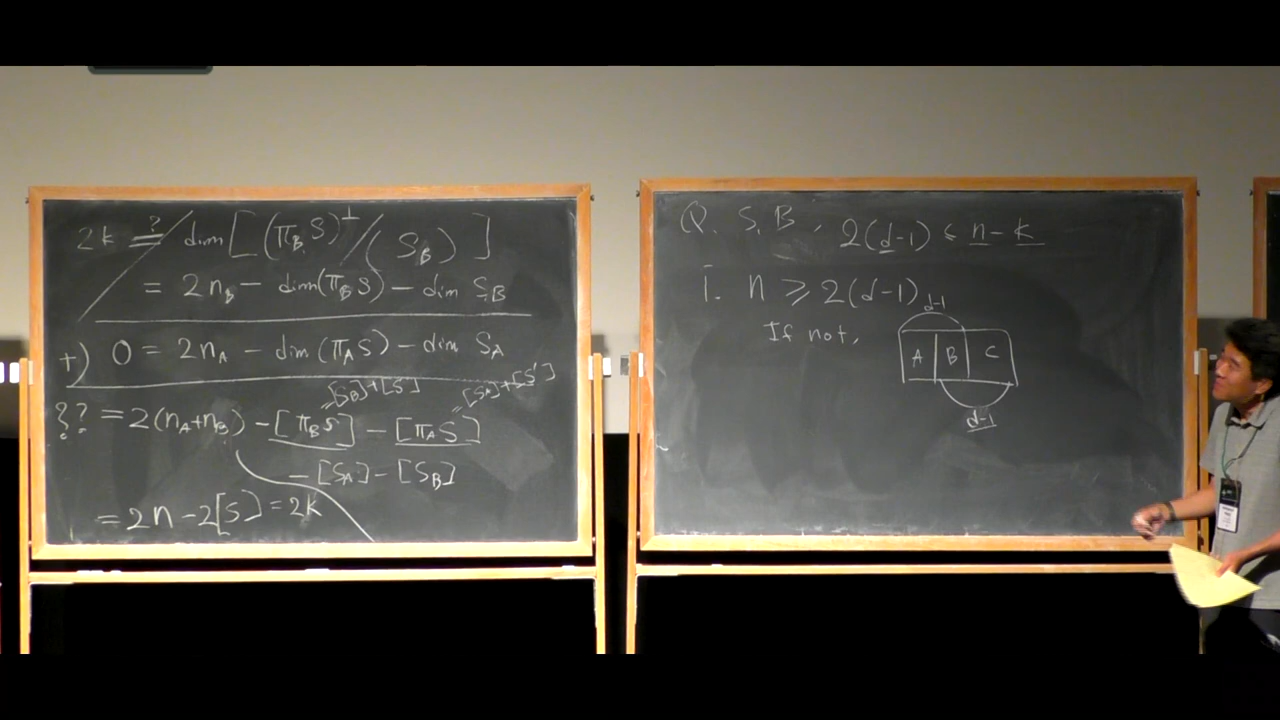 2k =? dim [ (π_B S)^⊥ / (S_B) ]
= 2n_B - dim(π_B S) - dim S_B
+) 0 = 2n_A - dim(π_A S) - dim S_A
= [S_B] + [S'] = [S_A] + [S']
?? = 2(n_A+n_B) - [π_B S] - [π_A S]
- [S_A] - [S_B]
= 2n - 2[S] = 2k
Q. S. B. 2(d-1) ≤ n - k
1. n ≥ 2(d-1)
If not,
d-1
A B C
d-1